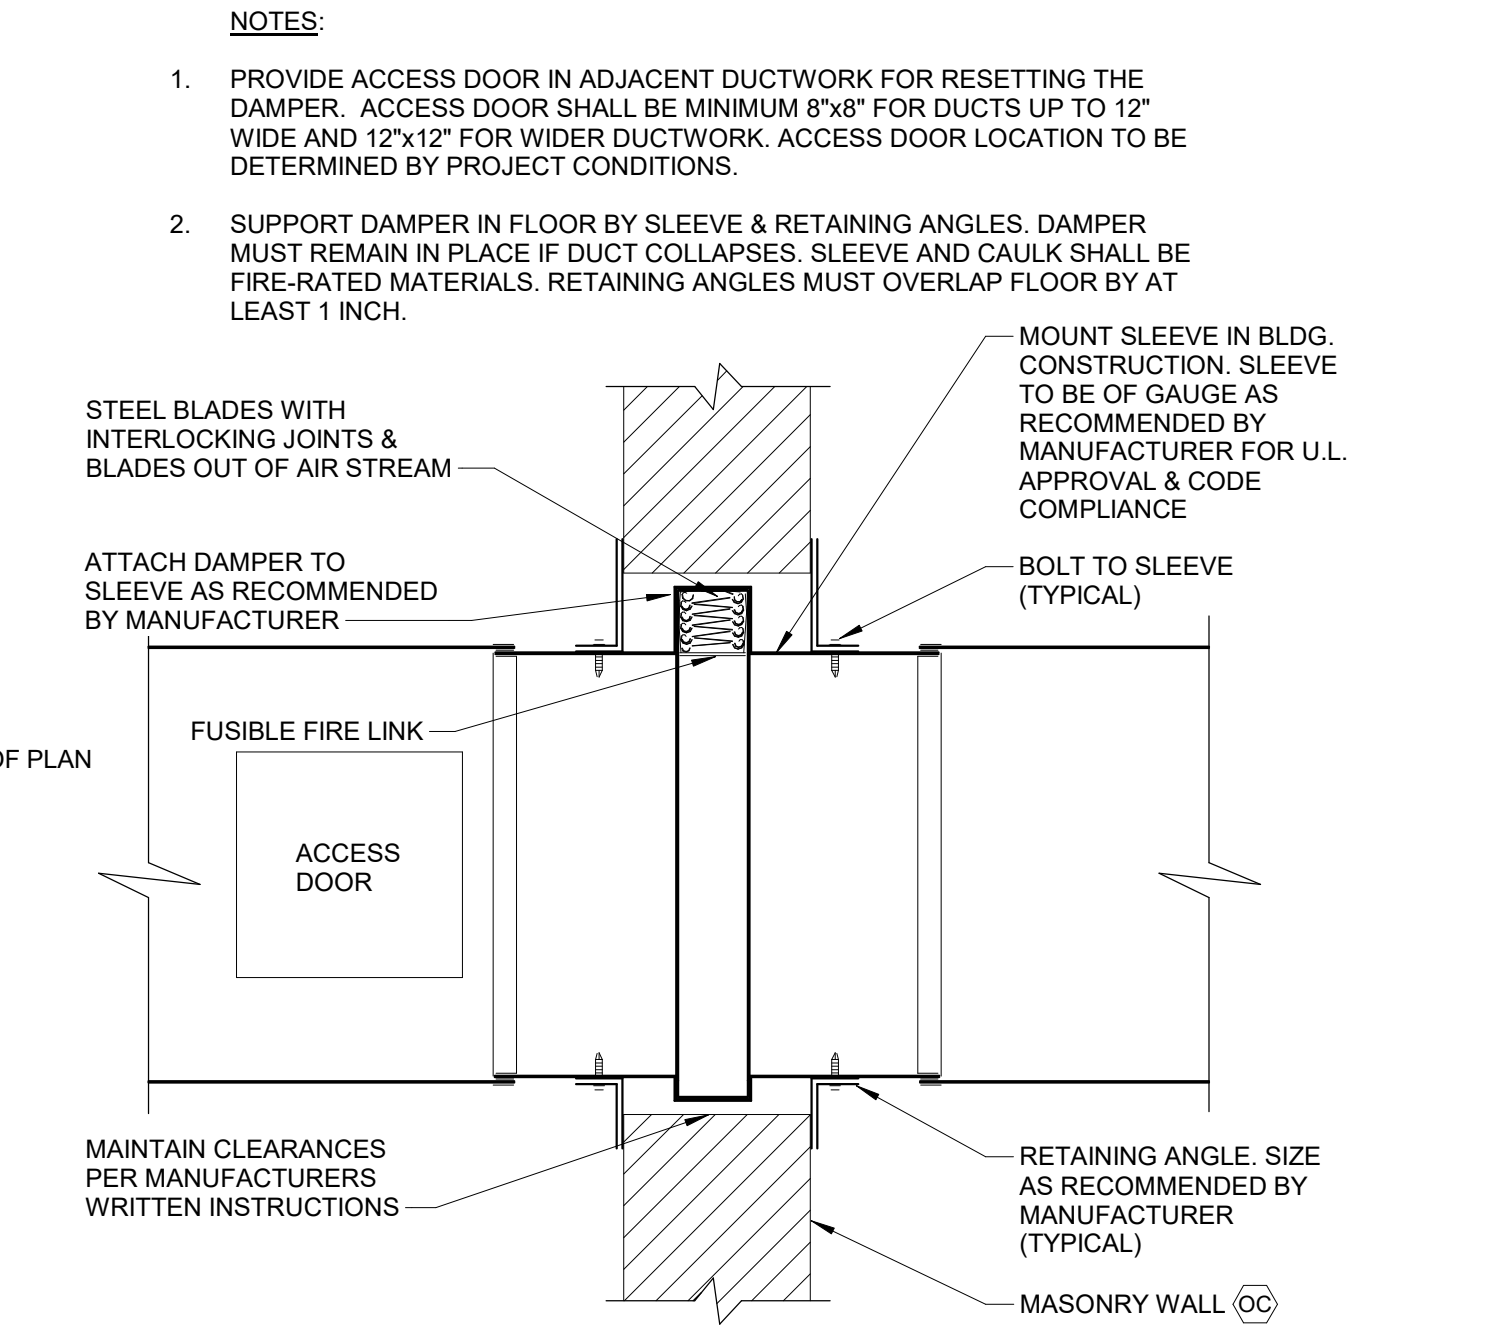 NOTES:
1. PROVIDE ACCESS DOOR IN ADJACENT DUCTWORK FOR RESETTING THE
DAMPER. ACCESS DOOR SHALL BE MINIMUM 8"x8" FOR DUCTS UP TO 12"
WIDE AND 12"x12" FOR WIDER DUCTWORK. ACCESS DOOR LOCATION TO BE
DETERMINED BY PROJECT CONDITIONS.
2. SUPPORT DAMPER IN FLOOR BY SLEEVE & RETAINING ANGLES. DAMPER
MUST REMAIN IN PLACE IF DUCT COLLAPSES. SLEEVE AND CAULK SHALL BE
FIRE-RATED MATERIALS. RETAINING ANGLES MUST OVERLAP FLOOR BY AT
LEAST 1 INCH.
STEEL BLADES WITH
INTERLOCKING JOINTS &
BLADES OUT OF AIR STREAM
ATTACH DAMPER TO
SLEEVE AS RECOMMENDED
BY MANUFACTURER
FUSIBLE FIRE LINK
OF PLAN
ACCESS
DOOR
MAINTAIN CLEARANCES
PER MANUFACTURERS
WRITTEN INSTRUCTIONS
MOUNT SLEEVE IN BLDG.
CONSTRUCTION. SLEEVE
TO BE OF GAUGE AS
RECOMMENDED BY
MANUFACTURER FOR U.L.
APPROVAL & CODE
COMPLIANCE
BOLT TO SLEEVE
(TYPICAL)
RETAINING ANGLE. SIZE
AS RECOMMENDED BY
MANUFACTURER
(TYPICAL)
MASONRY WALL OC